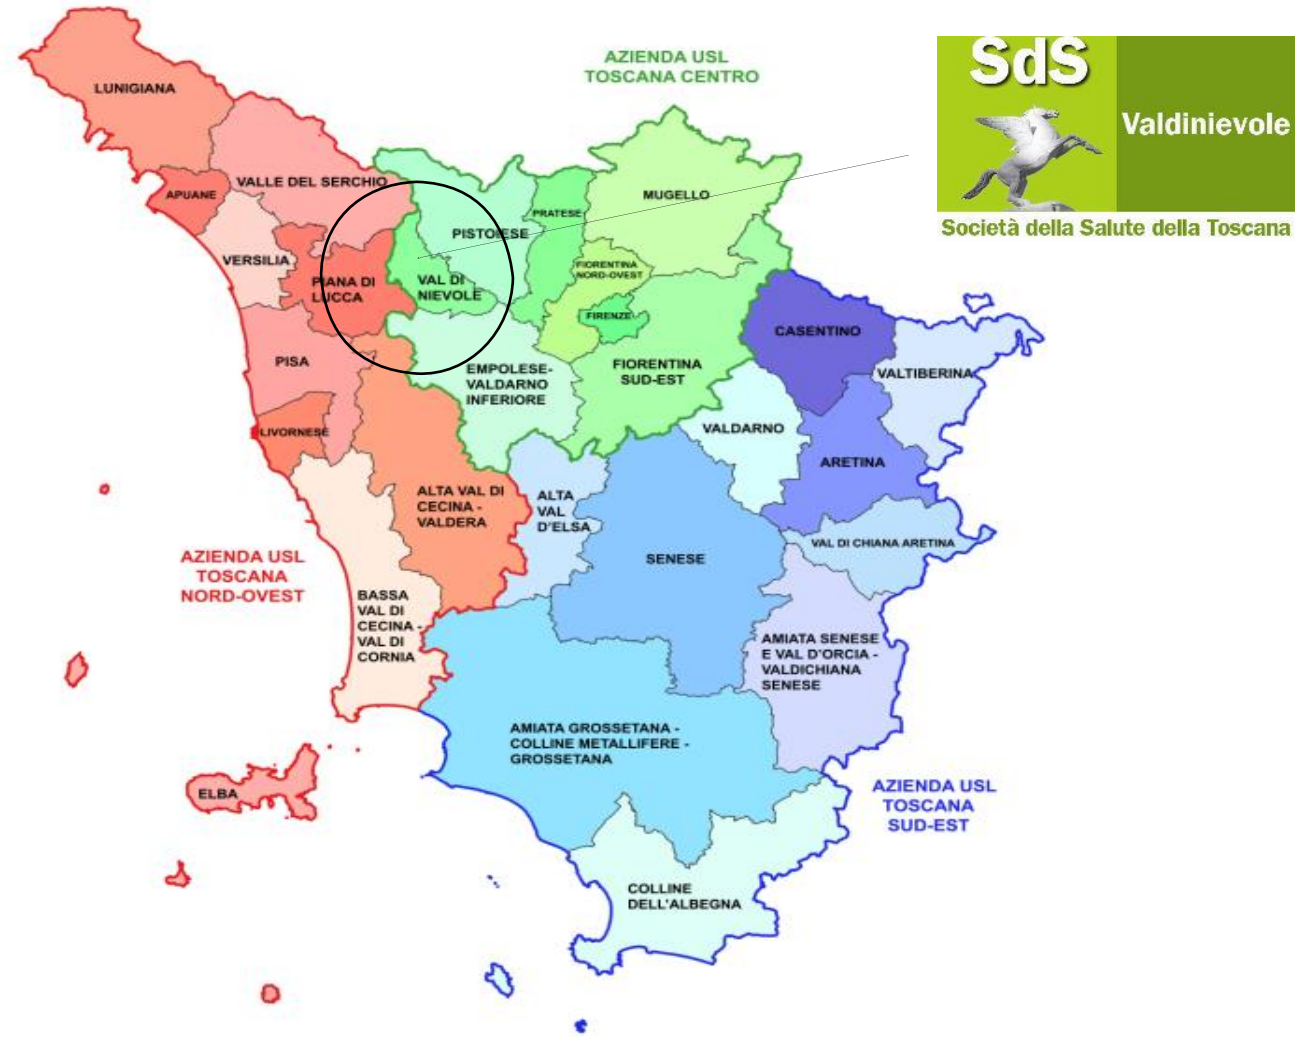 AZIENDA USL
TOSCANA CENTRO
SdS
Valdinievole
Società della Salute della Toscana
LUNIGIANA
APUANE
VALLE DEL SERCHIO
VERSILIA
PIANA DI
LUCCA
PISTOIESE
PRATESE
MUGELLO
VAL DI
NIEVOLE
FIORENTINA
NORD-OVEST
FIRENZE
FIORENTINA
SUD-EST
EMPOLESE-
VALDARNO
INFERIORE
PISA
LIVORNESE
CASENTINO
VALTIBERINA
VALDARNO
ARETINA
ALTA VAL DI
CECINA -
VALDERA
ALTA
VAL
D'ELSA
VAL DI CHIANA ARETINA
SENESE
AZIENDA USL
TOSCANA
NORD-OVEST
BASSA
VAL DI
CECINA -
VAL DI
CORNIA
AMIATA SENESE
E VAL D'ORCIA -
VALDICHIANA
SENESE
AMIATA GROSSETANA -
COLLINE METALLIFERE -
GROSSETANA
ELBA
AZIENDA USL
TOSCANA
SUD-EST
COLLINE
DELL'ALBEGNA